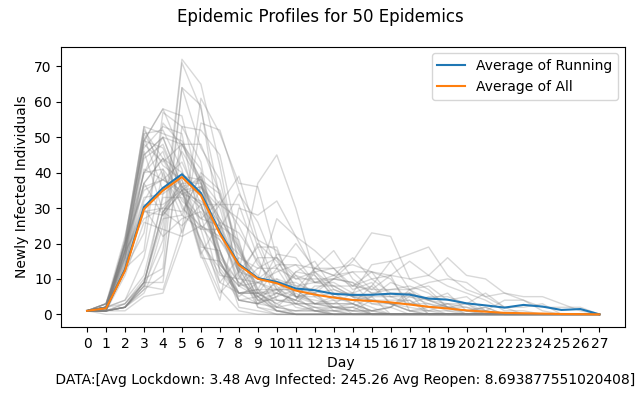 Epidemic Profiles for 50 Epidemics
Average of Running
Average of All
Newly Infected Individuals
70
60
50
40
30
20
10
0
0 1 2 3 4 5 6 7 8 9 10 11 12 13 14 15 16 17 18 19 20 21 22 23 24 25 26 27
Day
DATA:[Avg Lockdown: 3.48 Avg Infected: 245.26 Avg Reopen: 8.693877551020408]